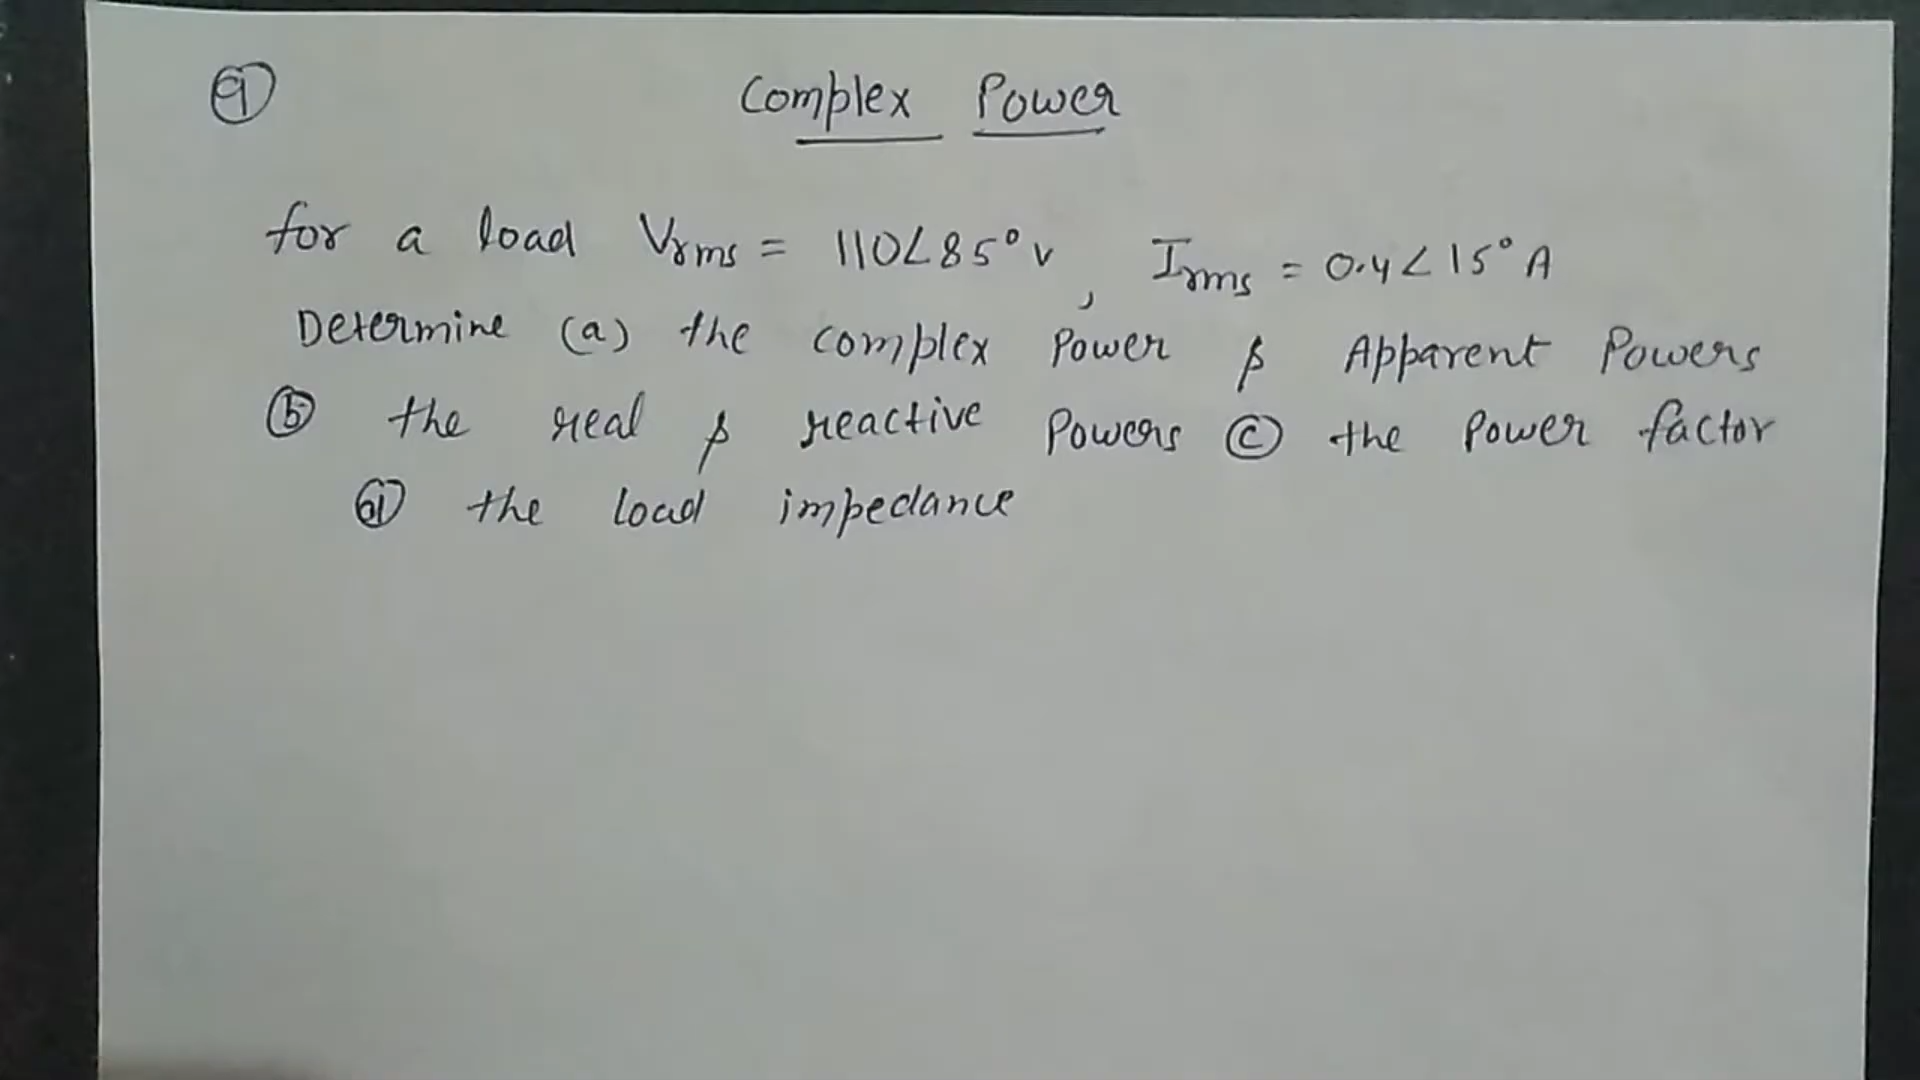 9 Complex Power
for a load Vrms = 110∠85° V, Irms = 0.4∠15° A
Determine (a) the complex Power & Apparent Powers
(b) the real & reactive Powers (c) the Power factor
(d) the load impedance